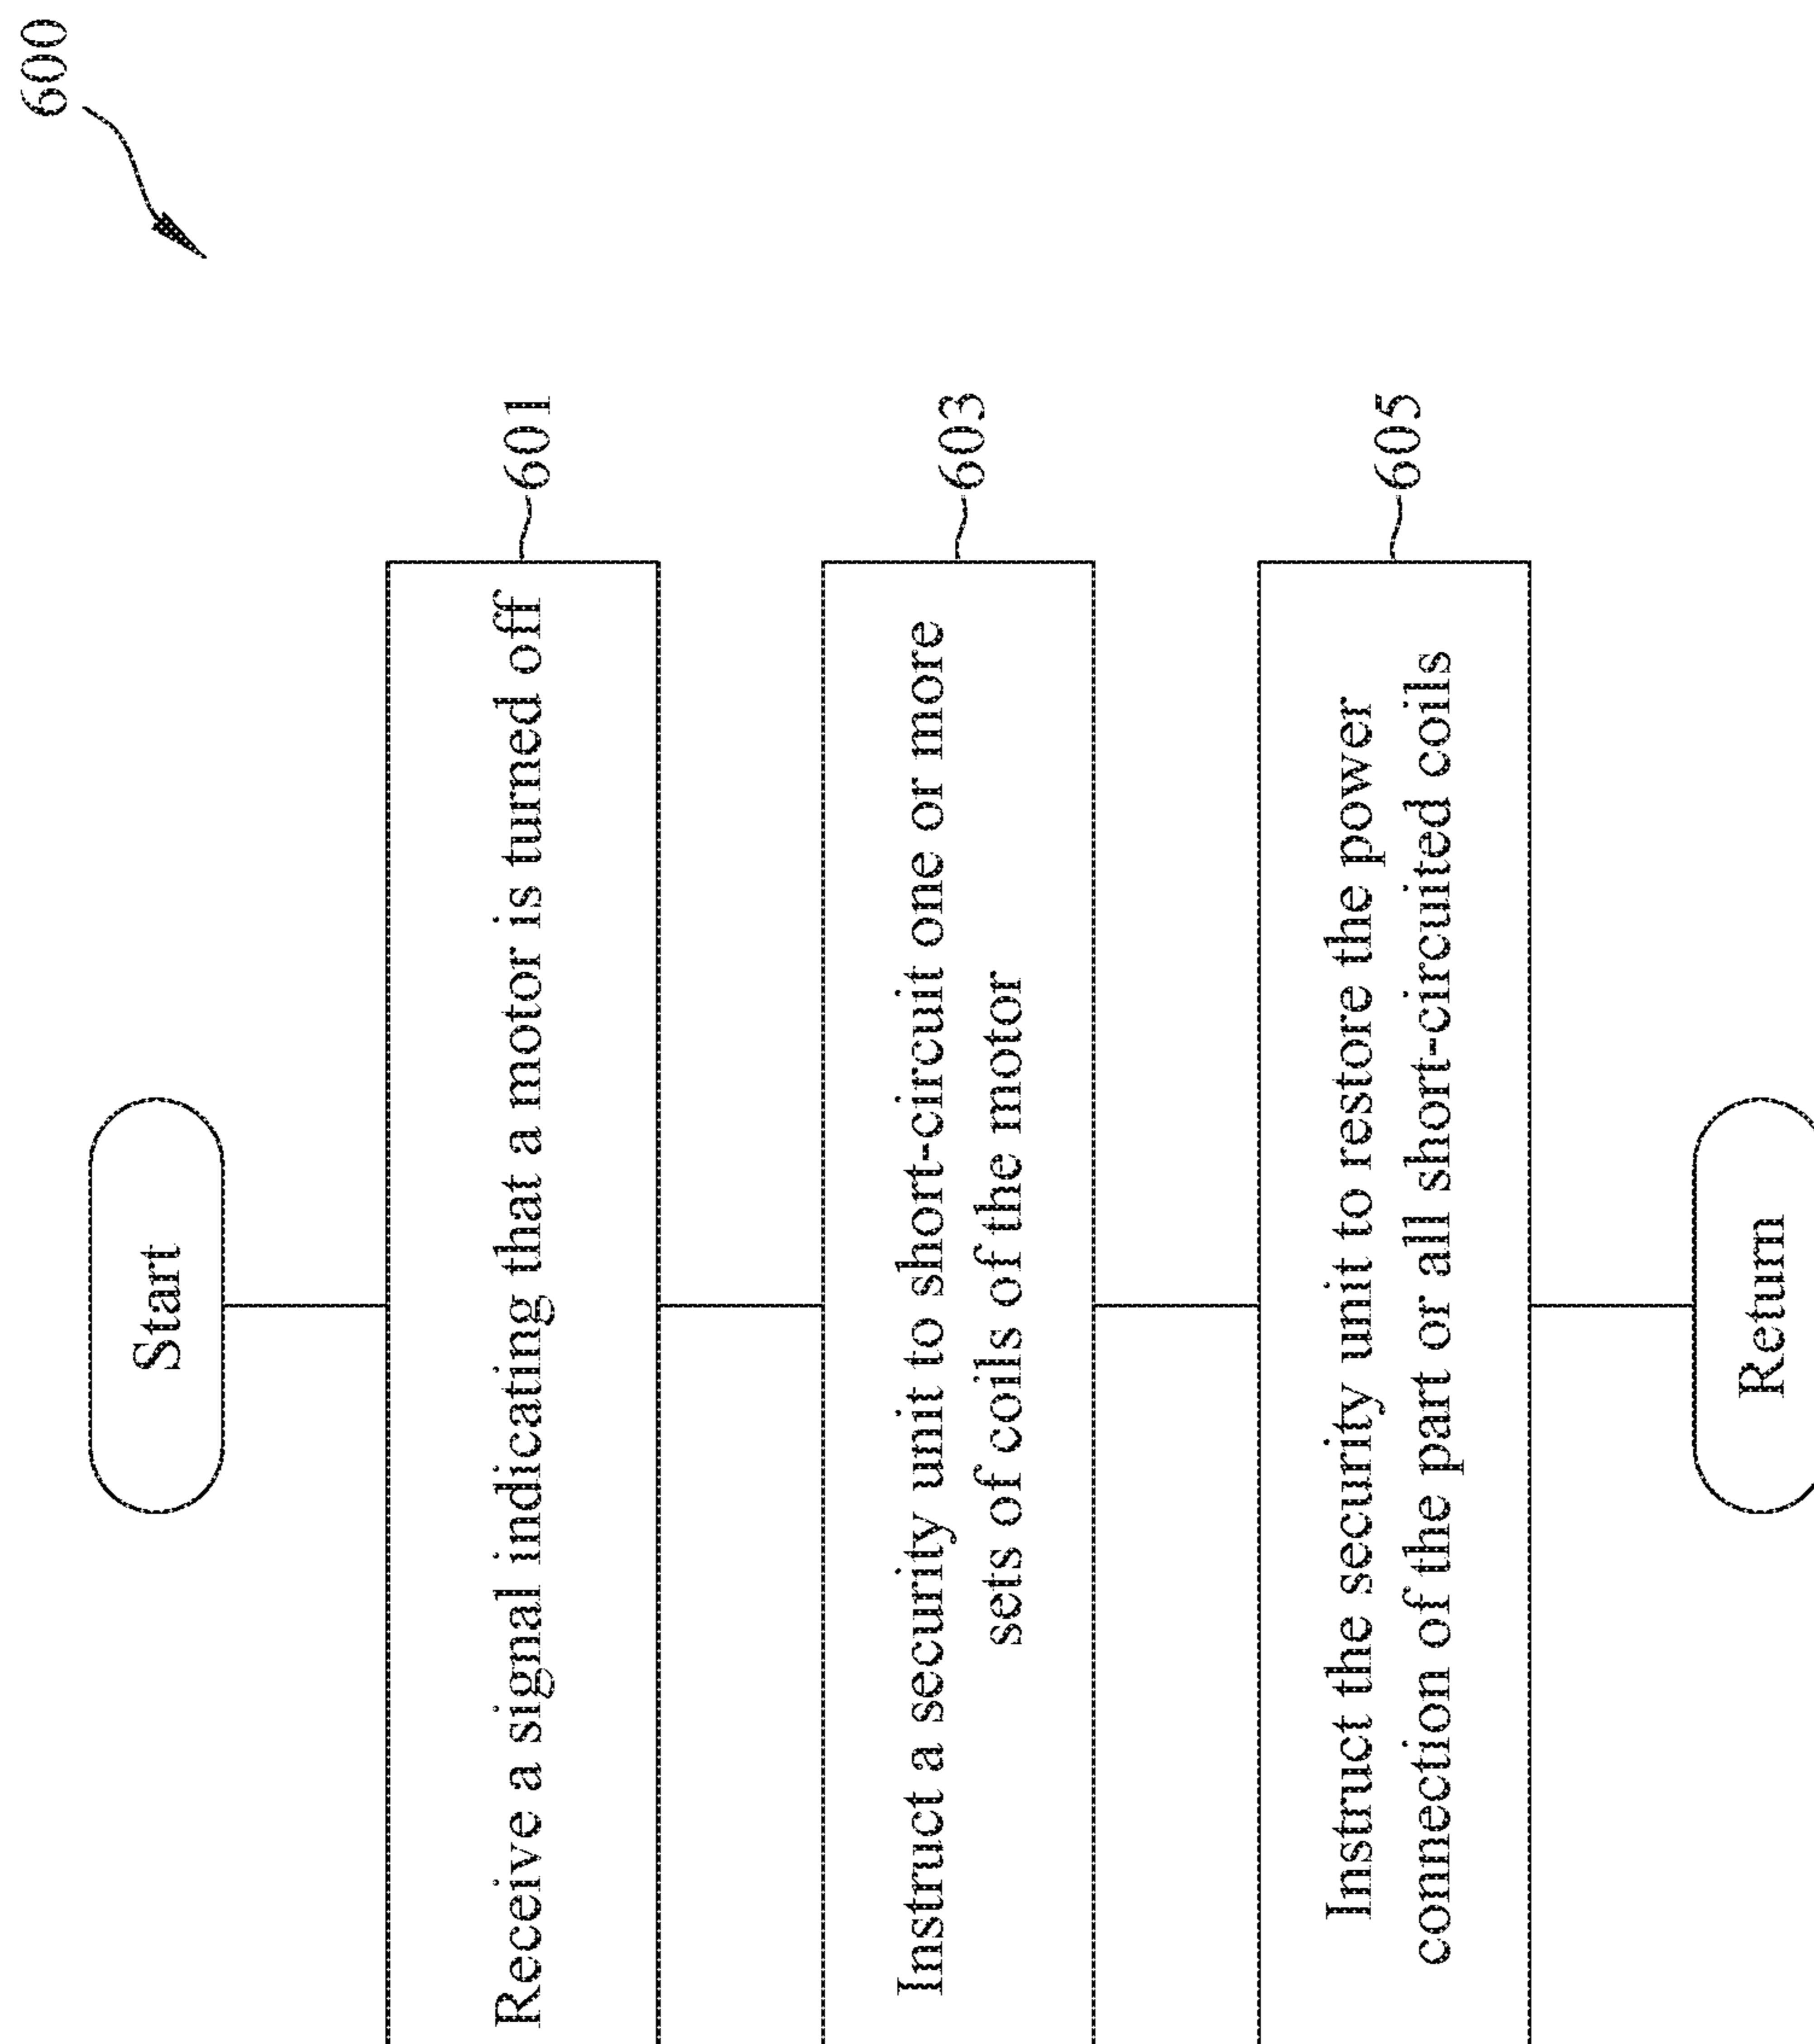 600
Start
Receive a signal indicating that a motor is turned off
601
Instruct a security unit to short-circuit one or more
sets of coils of the motor
603
Instruct the security unit to restore the power
connection of the part or all short-circuited coils
605
Return